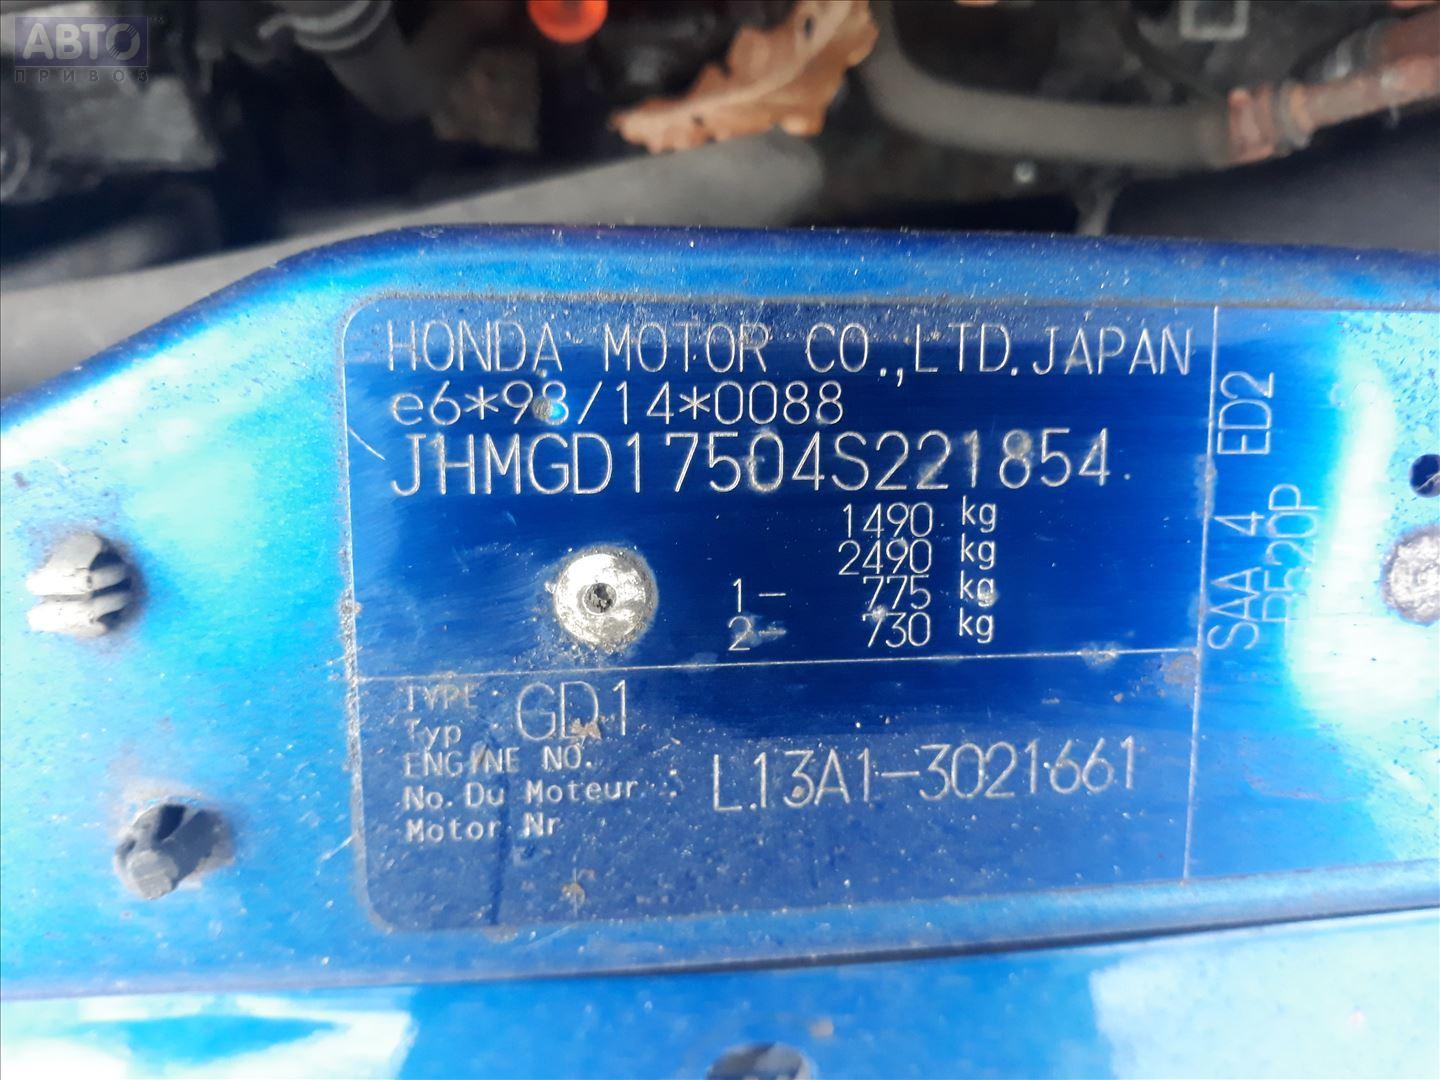 АВТО
ПРИВОЗ
HONDA MOTOR CO.,LTD.JAPAN
e6*98/14*0088
JHMGD17504S221854
1490 kg
2490 kg
1- 775 kg
2- 730 kg
TYPE
Typ
GD1
ENGINE NO.
No. Du Moteur :
Motor Nr
L13A1-3021661
SAA 4 ED2